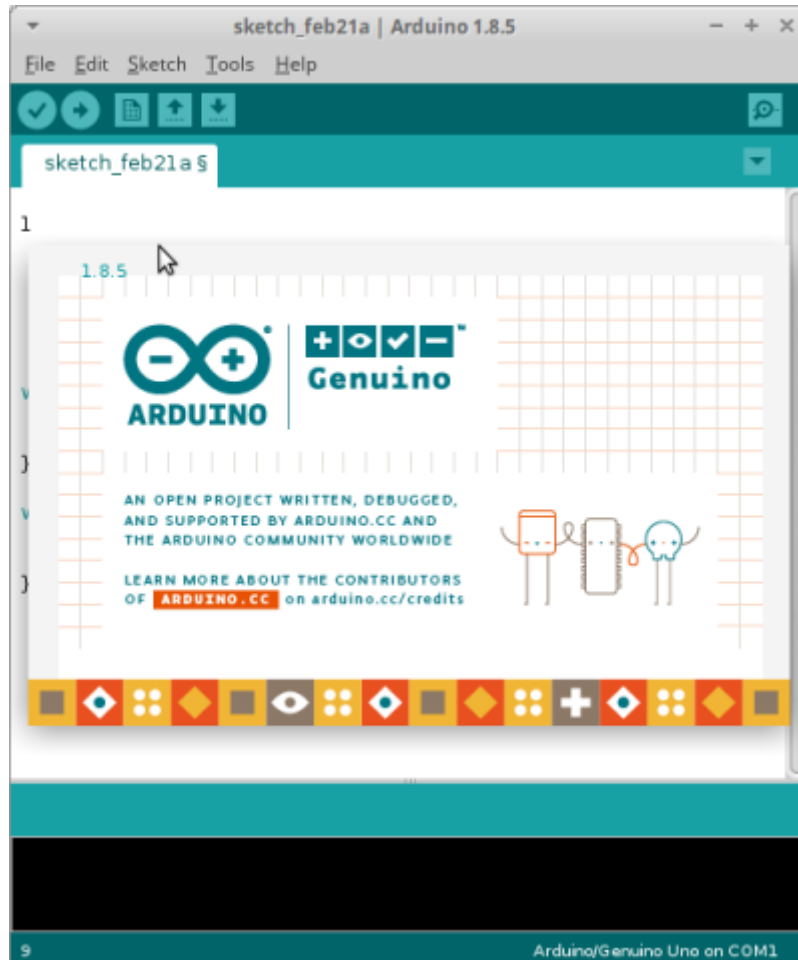 sketch_feb21a | Arduino 1.8.5
File Edit Sketch Tools Help
sketch_feb21a §
l
1.8.5
ARDUINO
Genuino
™
v
}
AN OPEN PROJECT WRITTEN, DEBUGGED,
AND SUPPORTED BY ARDUINO.CC AND
THE ARDUINO COMMUNITY WORLDWIDE
v
}
LEARN MORE ABOUT THE CONTRIBUTORS
OF ARDUINO.CC on arduino.cc/credits
9
Arduino/Genuino Uno on COM1